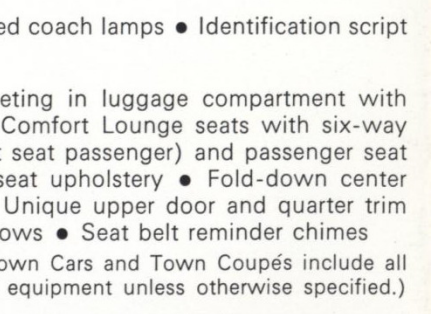 ed coach lamps ● Identification script
eting in luggage compartment with
Comfort Lounge seats with six-way
t seat passenger) and passenger seat
seat upholstery ● Fold-down center
Unique upper door and quarter trim
ows ● Seat belt reminder chimes
own Cars and Town Coupés include all
equipment unless otherwise specified.)